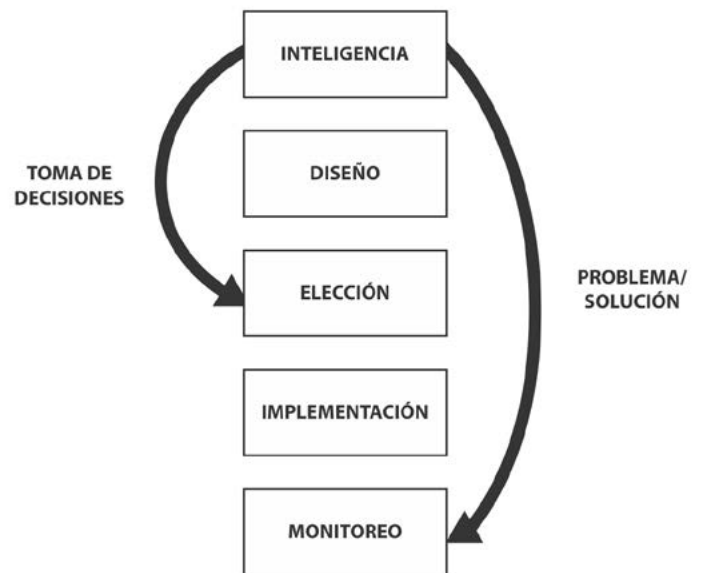 INTELIGENCIA
TOMA DE
DECISIONES
DISEÑO
ELECCIÓN
PROBLEMA/
SOLUCIÓN
IMPLEMENTACIÓN
MONITOREO